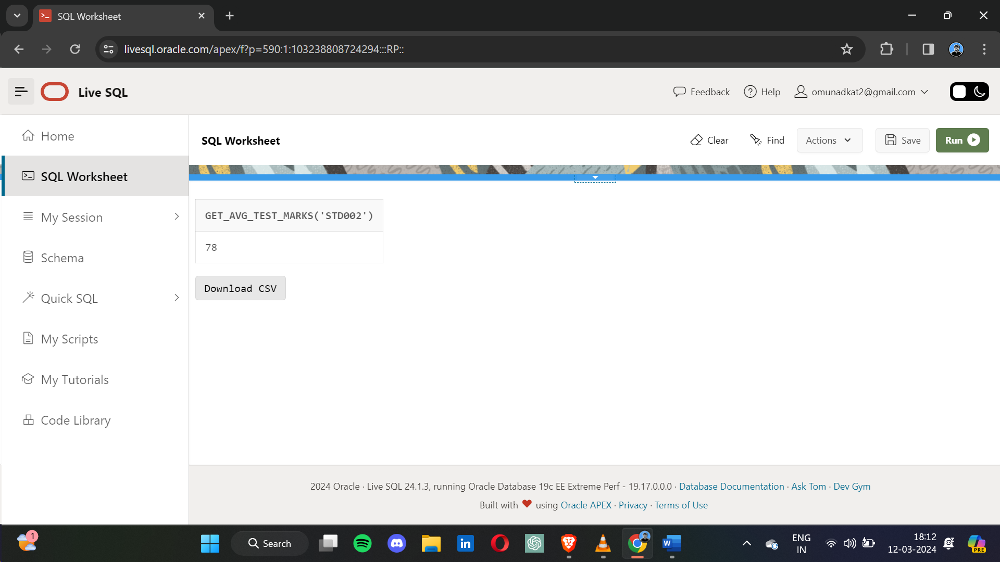 SQL Worksheet
livesql.oracle.com/apex/f?p=590:1:103238808724294:::RP::
Live SQL
Feedback
Help
omunadkat2@gmail.com
Home
SQL Worksheet
My Session
Schema
Quick SQL
My Scripts
My Tutorials
Code Library
SQL Worksheet
Clear
Find
Actions
Save
Run
GET_AVG_TEST_MARKS('STD002')
78
Download CSV
2024 Oracle · Live SQL 24.1.3, running Oracle Database 19c EE Extreme Perf - 19.17.0.0.0 · Database Documentation · Ask Tom · Dev Gym
Built with ❤ using Oracle APEX · Privacy · Terms of Use
1
Search
in
W
ENG
IN
18:12
12-03-2024
PRE